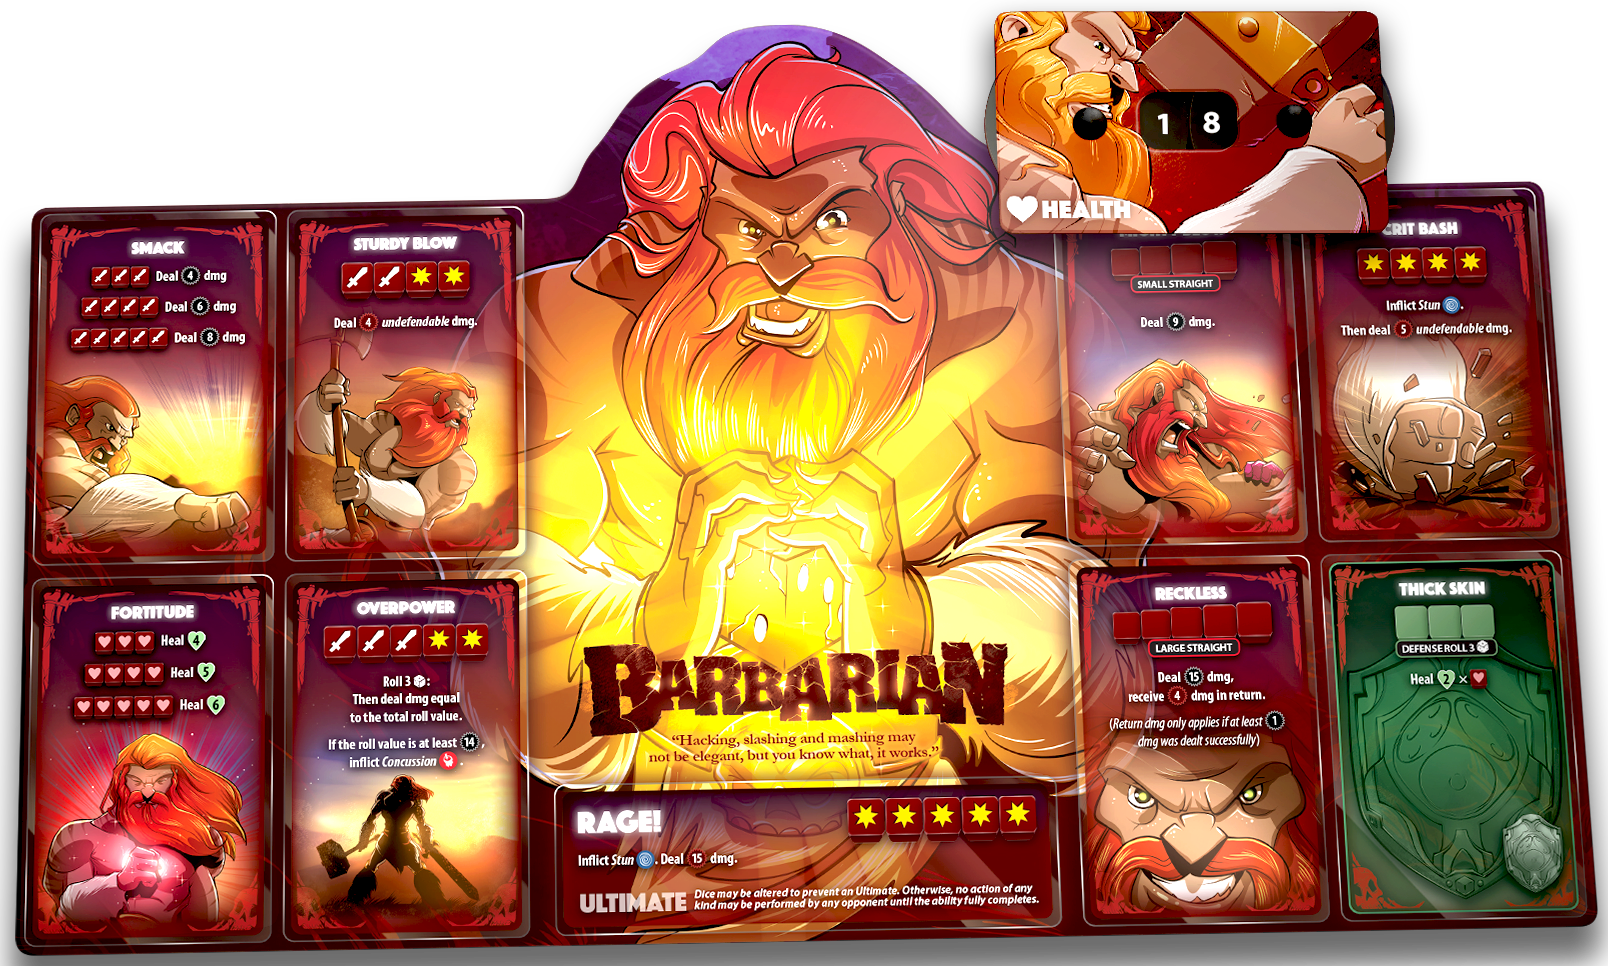 SMACK
Deal 4 dmg
Deal 6 dmg
Deal 8 dmg
STURDY BLOW
Deal 4 undefendable dmg.
1 8
HEALTH
SMALL STRAIGHT
Deal 9 dmg.
CRIT BASH
Inflict Stun .
Then deal 5 undefendable dmg.
FORTITUDE
Heal 4
Heal 5
Heal 6
OVERPOWER
Roll 3 :
Then deal dmg equal
to the total roll value.
If the roll value is at least 14 ,
inflict Concussion .
BARBARIAN
“Hacking, slashing and mashing may
not be elegant, but you know what, it works.”
RAGE!
Inflict Stun . Deal 15 dmg.
ULTIMATE
Dice may be altered to prevent an Ultimate. Otherwise, no action of any
kind may be performed by any opponent until the ability fully completes.
RECKLESS
LARGE STRAIGHT
Deal 15 dmg,
receive 4 dmg in return.
(Return dmg only applies if at least 1
dmg was dealt successfully)
THICK SKIN
DEFENSE ROLL 3
Heal 2 ×